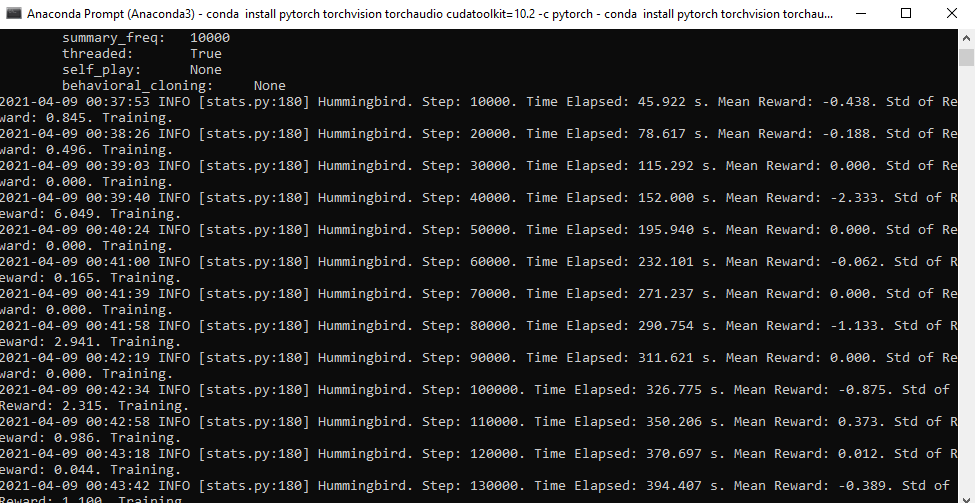 Anaconda Prompt (Anaconda3) - conda  install pytorch torchvision torchaudio cudatoolkit=10.2 -c pytorch - conda  install pytorch torchvision torchau...
summary_freq:   10000
threaded:       True
self_play:      None
behavioral_cloning:     None
2021-04-09 00:37:53 INFO [stats.py:180] Hummingbird. Step: 10000. Time Elapsed: 45.922 s. Mean Reward: -0.438. Std of Re
ward: 0.845. Training.
2021-04-09 00:38:26 INFO [stats.py:180] Hummingbird. Step: 20000. Time Elapsed: 78.617 s. Mean Reward: -0.188. Std of Re
ward: 0.496. Training.
2021-04-09 00:39:03 INFO [stats.py:180] Hummingbird. Step: 30000. Time Elapsed: 115.292 s. Mean Reward: 0.000. Std of Re
ward: 0.000. Training.
2021-04-09 00:39:40 INFO [stats.py:180] Hummingbird. Step: 40000. Time Elapsed: 152.000 s. Mean Reward: -2.333. Std of R
eward: 6.049. Training.
2021-04-09 00:40:24 INFO [stats.py:180] Hummingbird. Step: 50000. Time Elapsed: 195.940 s. Mean Reward: 0.000. Std of Re
ward: 0.000. Training.
2021-04-09 00:41:00 INFO [stats.py:180] Hummingbird. Step: 60000. Time Elapsed: 232.101 s. Mean Reward: -0.062. Std of R
eward: 0.165. Training.
2021-04-09 00:41:39 INFO [stats.py:180] Hummingbird. Step: 70000. Time Elapsed: 271.237 s. Mean Reward: 0.000. Std of Re
ward: 0.000. Training.
2021-04-09 00:41:58 INFO [stats.py:180] Hummingbird. Step: 80000. Time Elapsed: 290.754 s. Mean Reward: -1.133. Std of R
eward: 2.941. Training.
2021-04-09 00:42:19 INFO [stats.py:180] Hummingbird. Step: 90000. Time Elapsed: 311.621 s. Mean Reward: 0.000. Std of Re
ward: 0.000. Training.
2021-04-09 00:42:34 INFO [stats.py:180] Hummingbird. Step: 100000. Time Elapsed: 326.775 s. Mean Reward: -0.875. Std of
Reward: 2.315. Training.
2021-04-09 00:42:58 INFO [stats.py:180] Hummingbird. Step: 110000. Time Elapsed: 350.206 s. Mean Reward: 0.373. Std of R
eward: 0.986. Training.
2021-04-09 00:43:18 INFO [stats.py:180] Hummingbird. Step: 120000. Time Elapsed: 370.697 s. Mean Reward: 0.012. Std of R
eward: 0.044. Training.
2021-04-09 00:43:42 INFO [stats.py:180] Hummingbird. Step: 130000. Time Elapsed: 394.407 s. Mean Reward: -0.389. Std of
Reward: 1.100. Training.